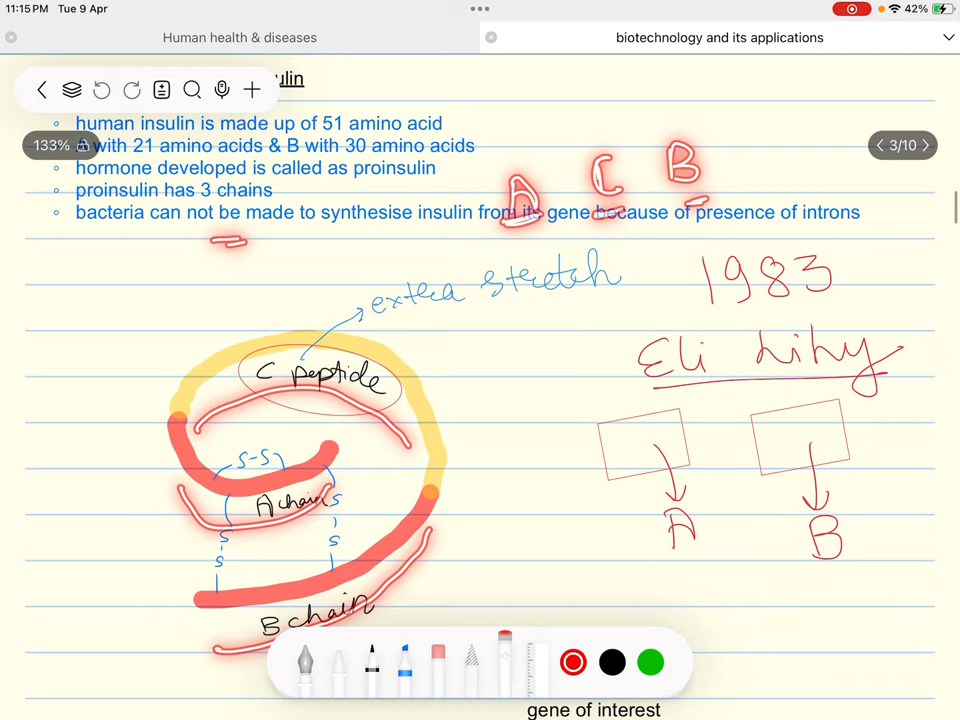 11:15 PM Tue 9 Apr
42%
Human health & diseases
biotechnology and its applications
ulin
human insulin is made up of 51 amino acid
133%
with 21 amino acids & B with 30 amino acids
3/10
hormone developed is called as proinsulin
proinsulin has 3 chains
bacteria can not be made to synthesise insulin from its gene because of presence of introns
A C B
extra stretch
1983
Eli Lilly
C peptide
S-S
A chain
S
S
S
S
A
B
B chain
gene of interest